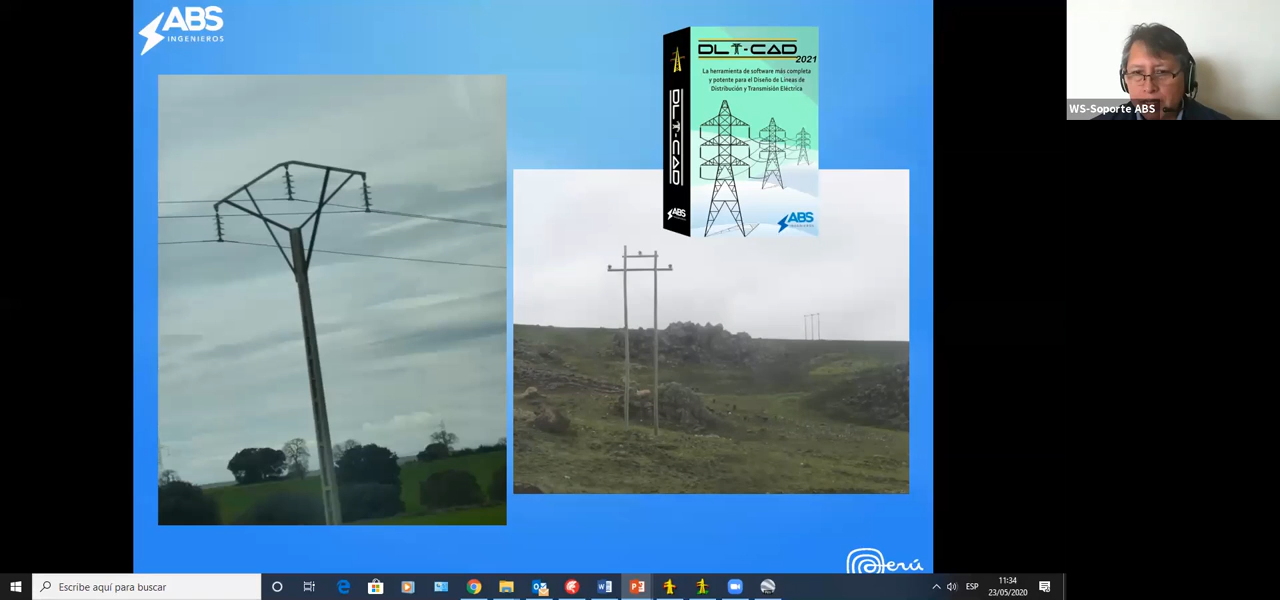 ABS
INGENIEROS
DLT-CAD
2021
La herramienta de software más completa
y potente para el Diseño de Líneas de
Distribución y Transmisión Eléctrica
DLT-CAD
ABS
ABS
WS-Soporte ABS
Perú
Escribe aquí para buscar
ESP
11:34
23/05/2020